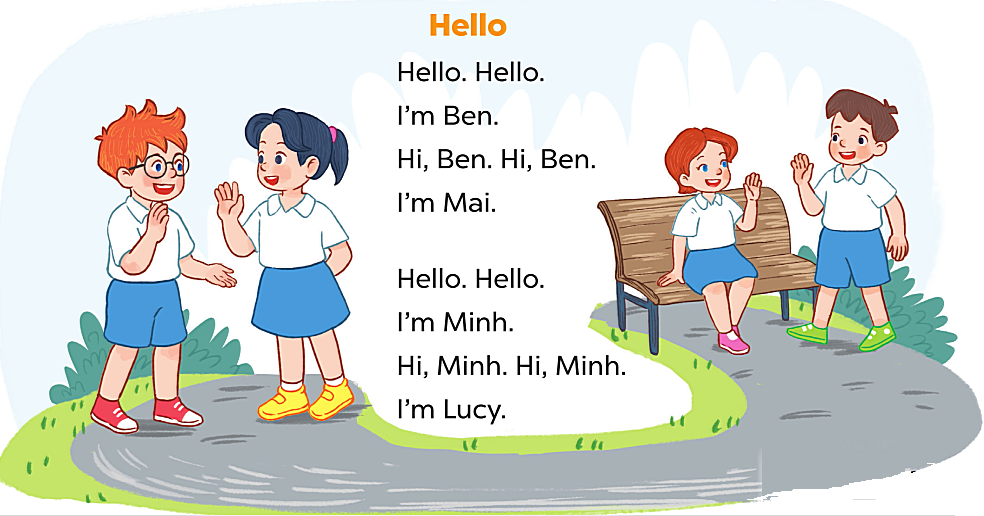 Hello
Hello. Hello.
I'm Ben.
Hi, Ben. Hi, Ben.
I'm Mai.
Hello. Hello.
I'm Minh.
Hi, Minh. Hi, Minh.
I'm Lucy.